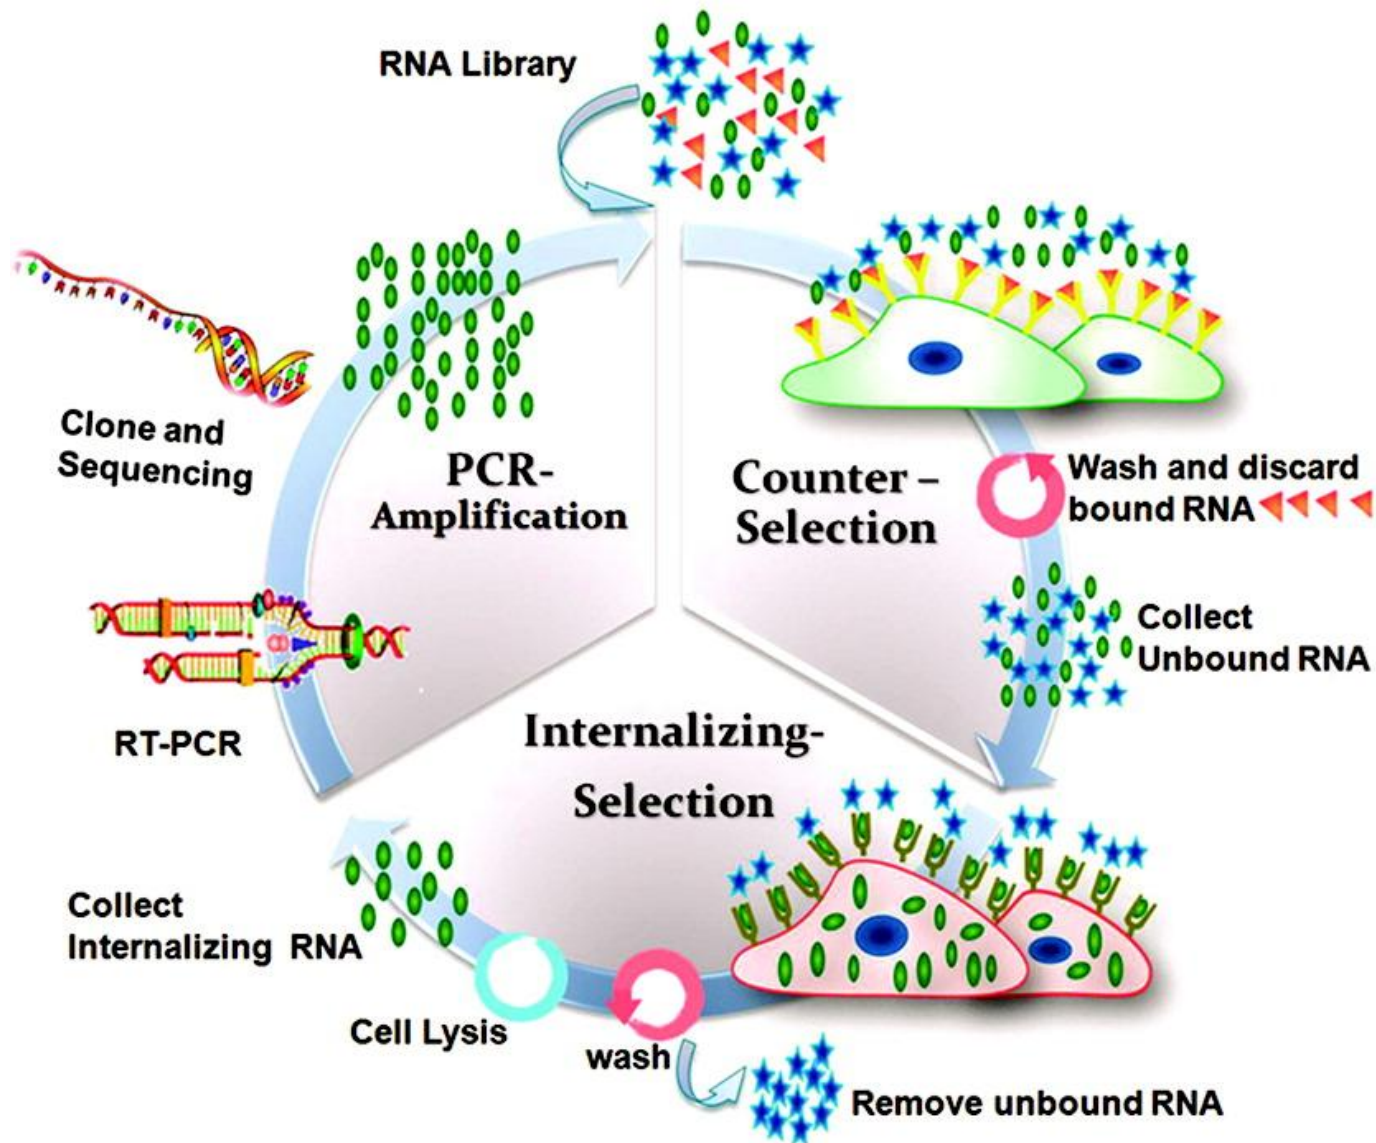 RNA Library
Clone and
Sequencing
PCR-
Amplification
Counter –
Selection
Wash and discard
bound RNA
Collect
Unbound RNA
RT-PCR
Internalizing-
Selection
Collect
Internalizing RNA
Cell Lysis
wash
Remove unbound RNA